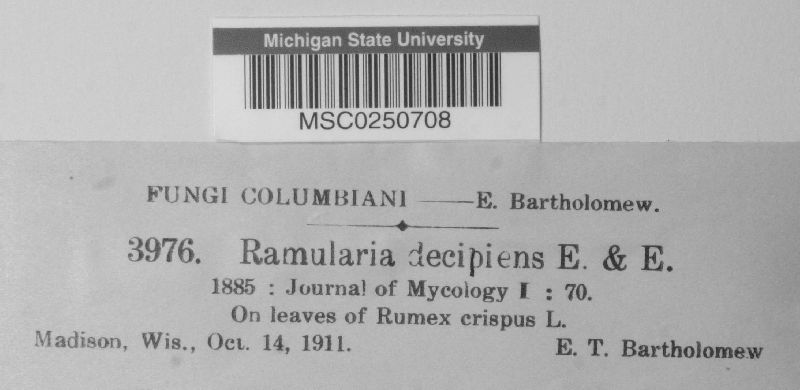 Michigan State University
MSC0250708
FUNGI COLUMBIANI —— E. Bartholomew.
3976. Ramularia decipiens E. & E.
1885 : Journal of Mycology I : 70.
On leaves of Rumex crispus L.
Madison, Wis., Oct. 14, 1911. E. T. Bartholomew